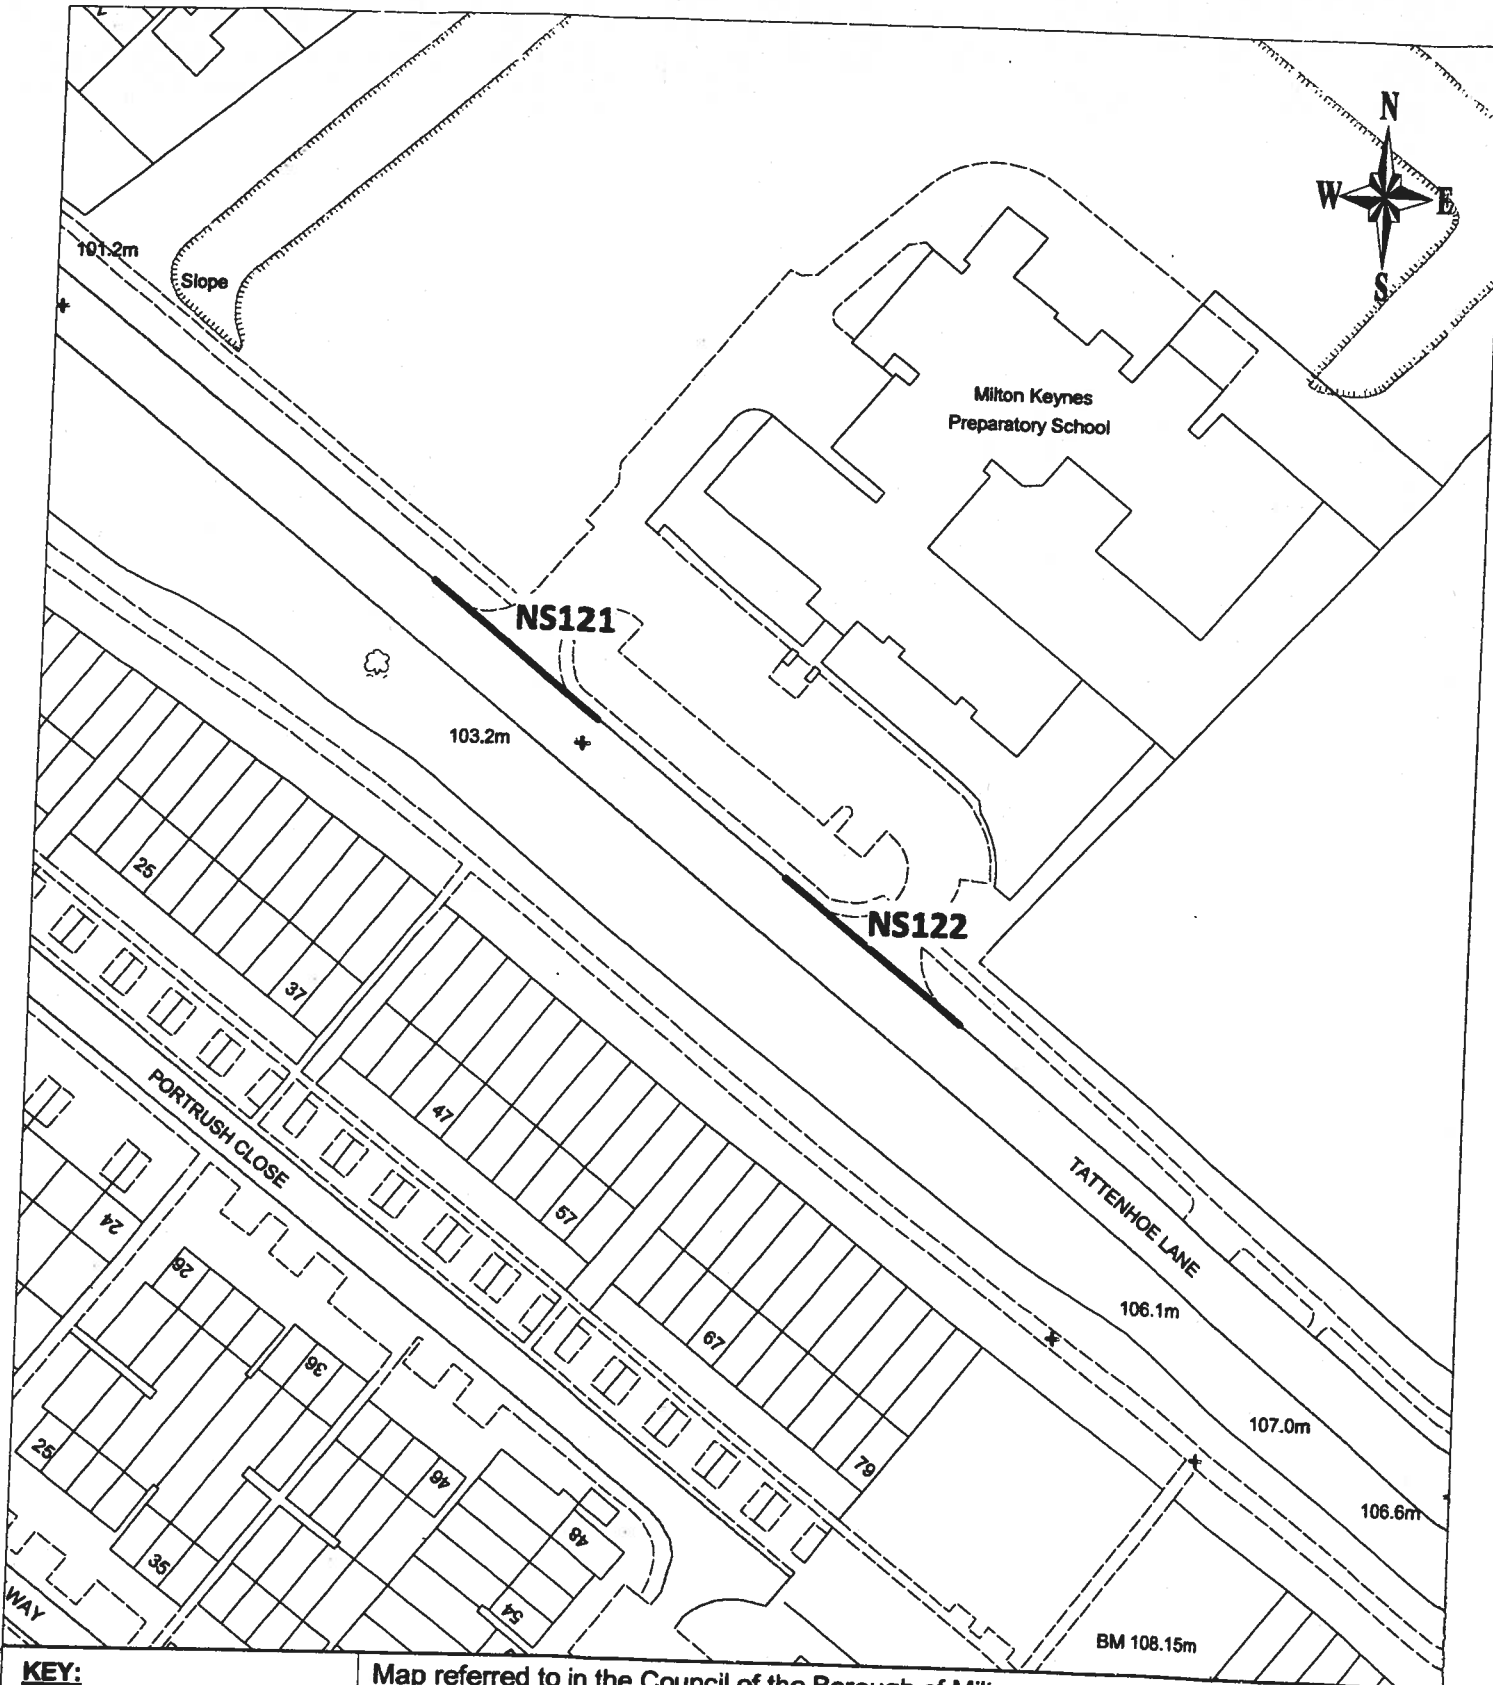 N
W E
S
101.2m
Slope
Milton Keynes
Preparatory School
NS121
103.2m
25
NS122
37
PORTRUSH CLOSE
47
TATTENHOE LANE
24
57
26
106.1m
67
36
107.0m
25
46
79
106.6m
48
35
54
WAY
BM 108.15m
KEY:
Map referred to in the Council of the Borough of